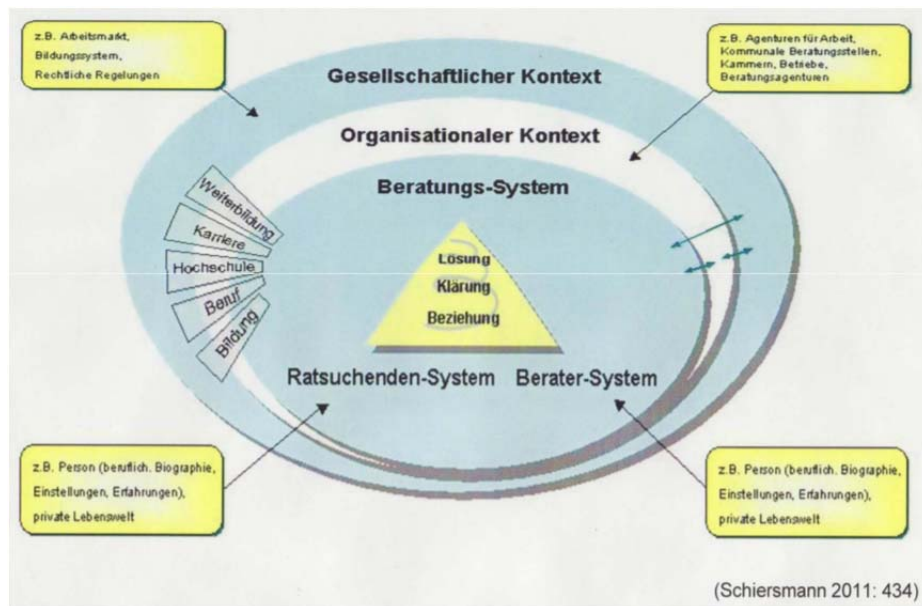 z.B. Arbeitsmarkt,
Bildungssystem,
Rechtliche Regelungen
z.B. Agenturen für Arbeit,
Kommunale Beratungsstellen,
Kammern, Betriebe,
Beratungsagenturen
Gesellschaftlicher Kontext
Organisationaler Kontext
Beratungs-System
Weiterbildung
Karriere
Hochschule
Beruf
Bildung
Lösung
Klärung
Beziehung
Ratsuchenden-System
Berater-System
z.B. Person (beruflich. Biographie,
Einstellungen, Erfahrungen),
private Lebenswelt
z.B. Person (beruflich. Biographie,
Einstellungen, Erfahrungen),
private Lebenswelt
(Schiersmann 2011: 434)